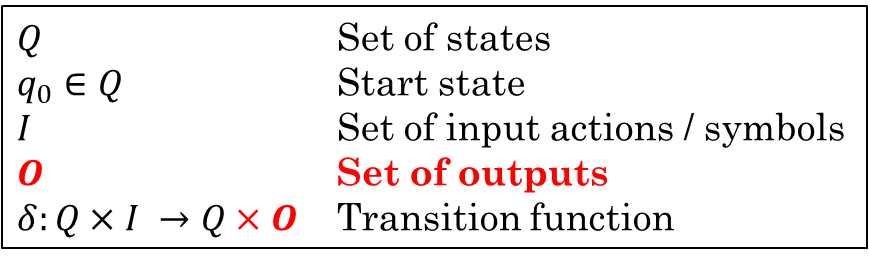 Q Set of states
q₀ ∈ Q Start state
I Set of input actions / symbols
O Set of outputs
δ: Q × I → Q × O Transition function